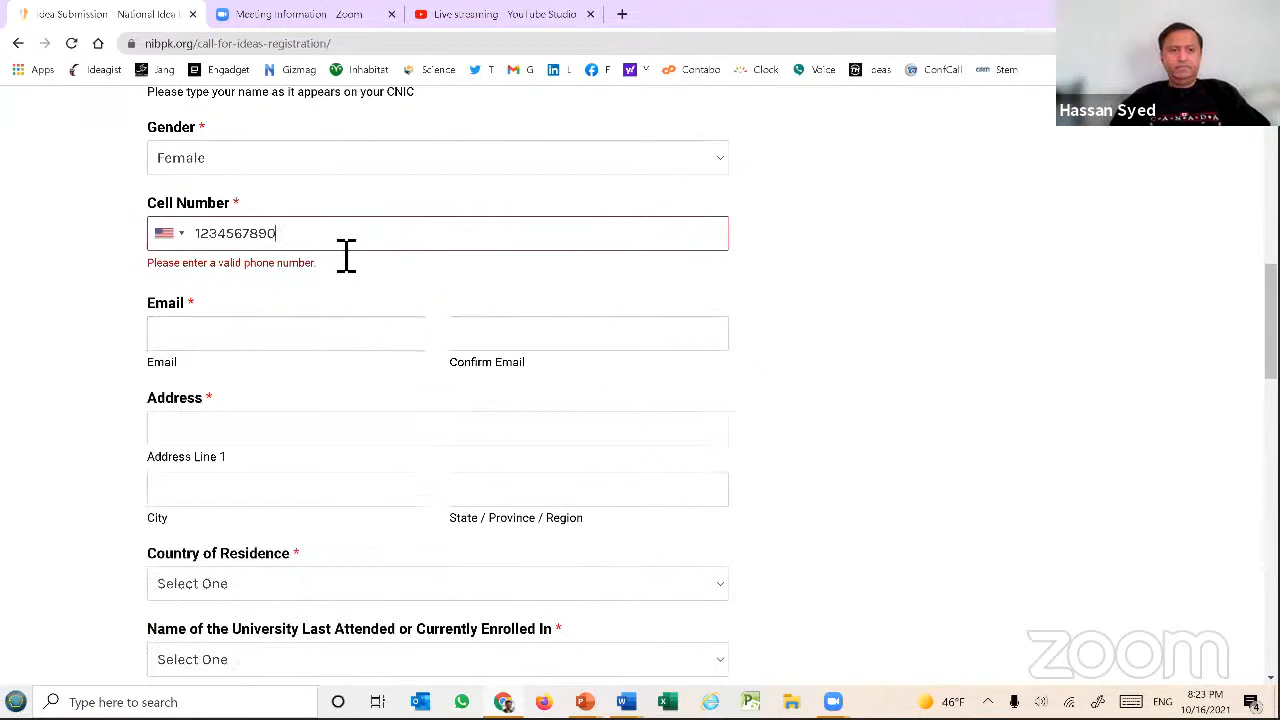 Idea Submission - National Idea Ba
Meeting Information - Zoom
Live Streaming - YouTube Studio
nibpk.org/call-for-ideas-registration/
Apps Ideagist Jang Engadget Gizmag Inhabitat Science T G L F Y Contabo Clock Voice ideas ConfCall Stem
Hassan Syed
CANADA
Please type your name as it appears on your CNIC
Gender *
Female
Cell Number *
1234567890
Please enter a valid phone number.
Email *
Email Confirm Email
Address *
Address Line 1
City State / Province / Region
Country of Residence *
Select One
Name of the University Last Attended or Currently Enrolled In *
Select One
zoom
Type here to search
46°F
8:23 PM
10/16/2021